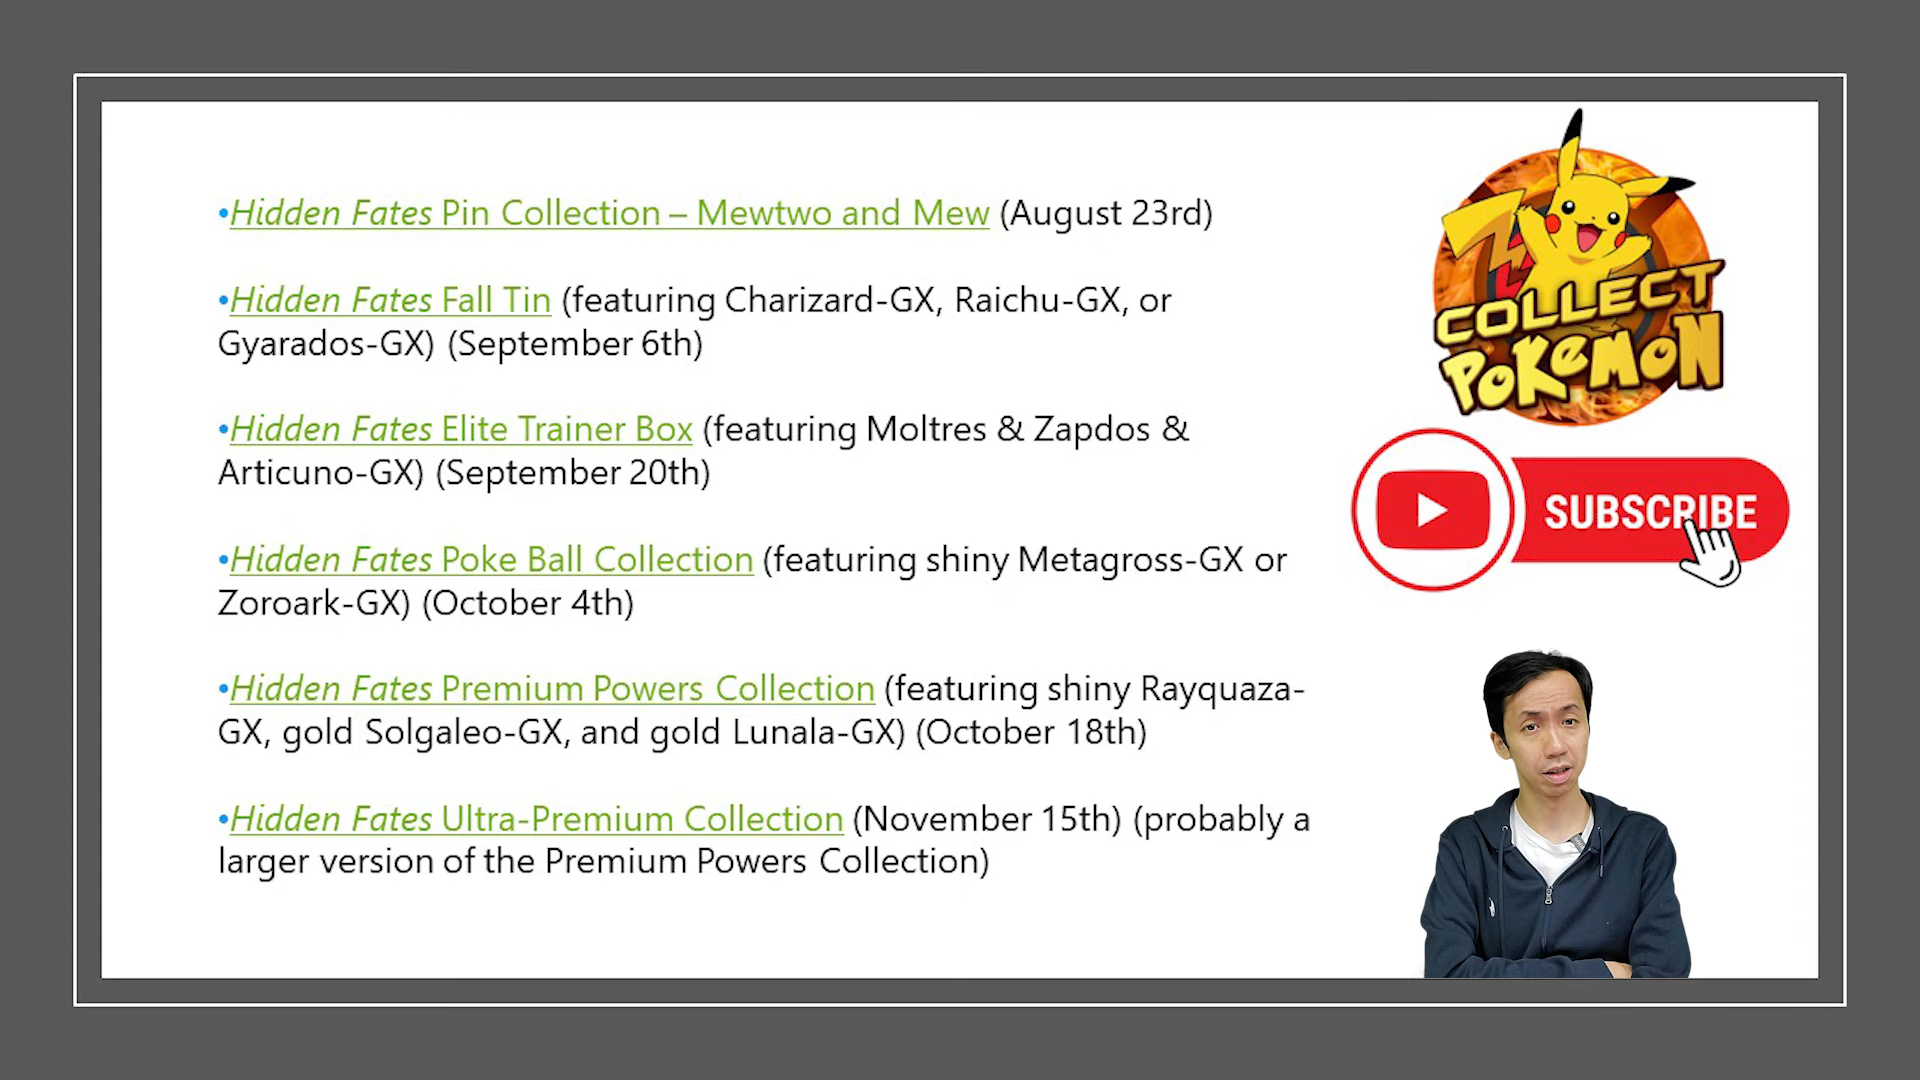 •Hidden Fates Pin Collection – Mewtwo and Mew (August 23rd)
•Hidden Fates Fall Tin (featuring Charizard-GX, Raichu-GX, or
Gyarados-GX) (September 6th)
•Hidden Fates Elite Trainer Box (featuring Moltres & Zapdos &
Articuno-GX) (September 20th)
•Hidden Fates Poke Ball Collection (featuring shiny Metagross-GX or
Zoroark-GX) (October 4th)
•Hidden Fates Premium Powers Collection (featuring shiny Rayquaza-
GX, gold Solgaleo-GX, and gold Lunala-GX) (October 18th)
•Hidden Fates Ultra-Premium Collection (November 15th) (probably a
larger version of the Premium Powers Collection)
COLLECT
POKEMON
SUBSCRIBE